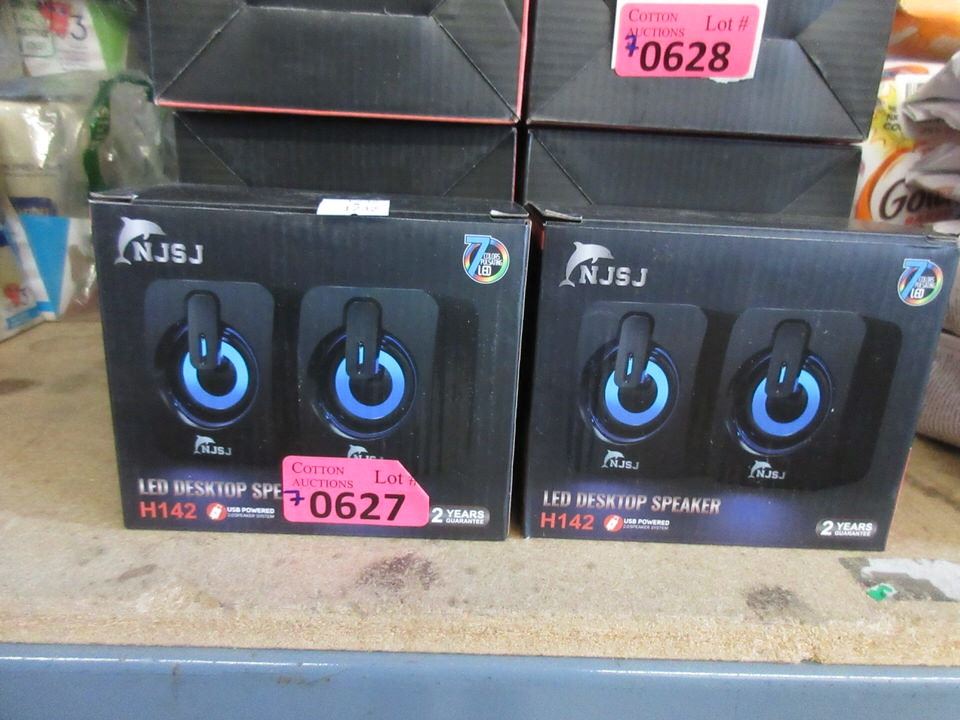 COTTON
AUCTIONS
Lot #
7 0628
3
NJSJ
7 COLORS
PULSATING
LED
NJSJ
NJSJ
LED DESKTOP SPE
H142
USB POWERED
2 YEARS
GUARANTEE
COTTON
AUCTIONS
Lot #
7 0627
NJSJ
7 COLORS
PULSATING
LED
NJSJ
NJSJ
LED DESKTOP SPEAKER
H142
USB POWERED
2 YEARS
GUARANTEE
Gol